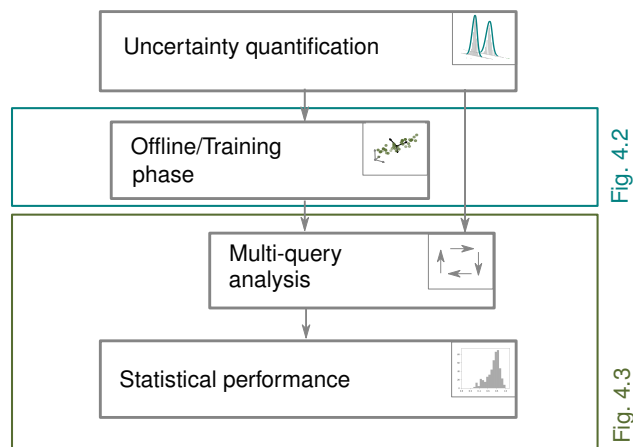 Uncertainty quantification
Offline/Training
phase
Fig. 4.2
Multi-query
analysis
Statistical performance
Fig. 4.3